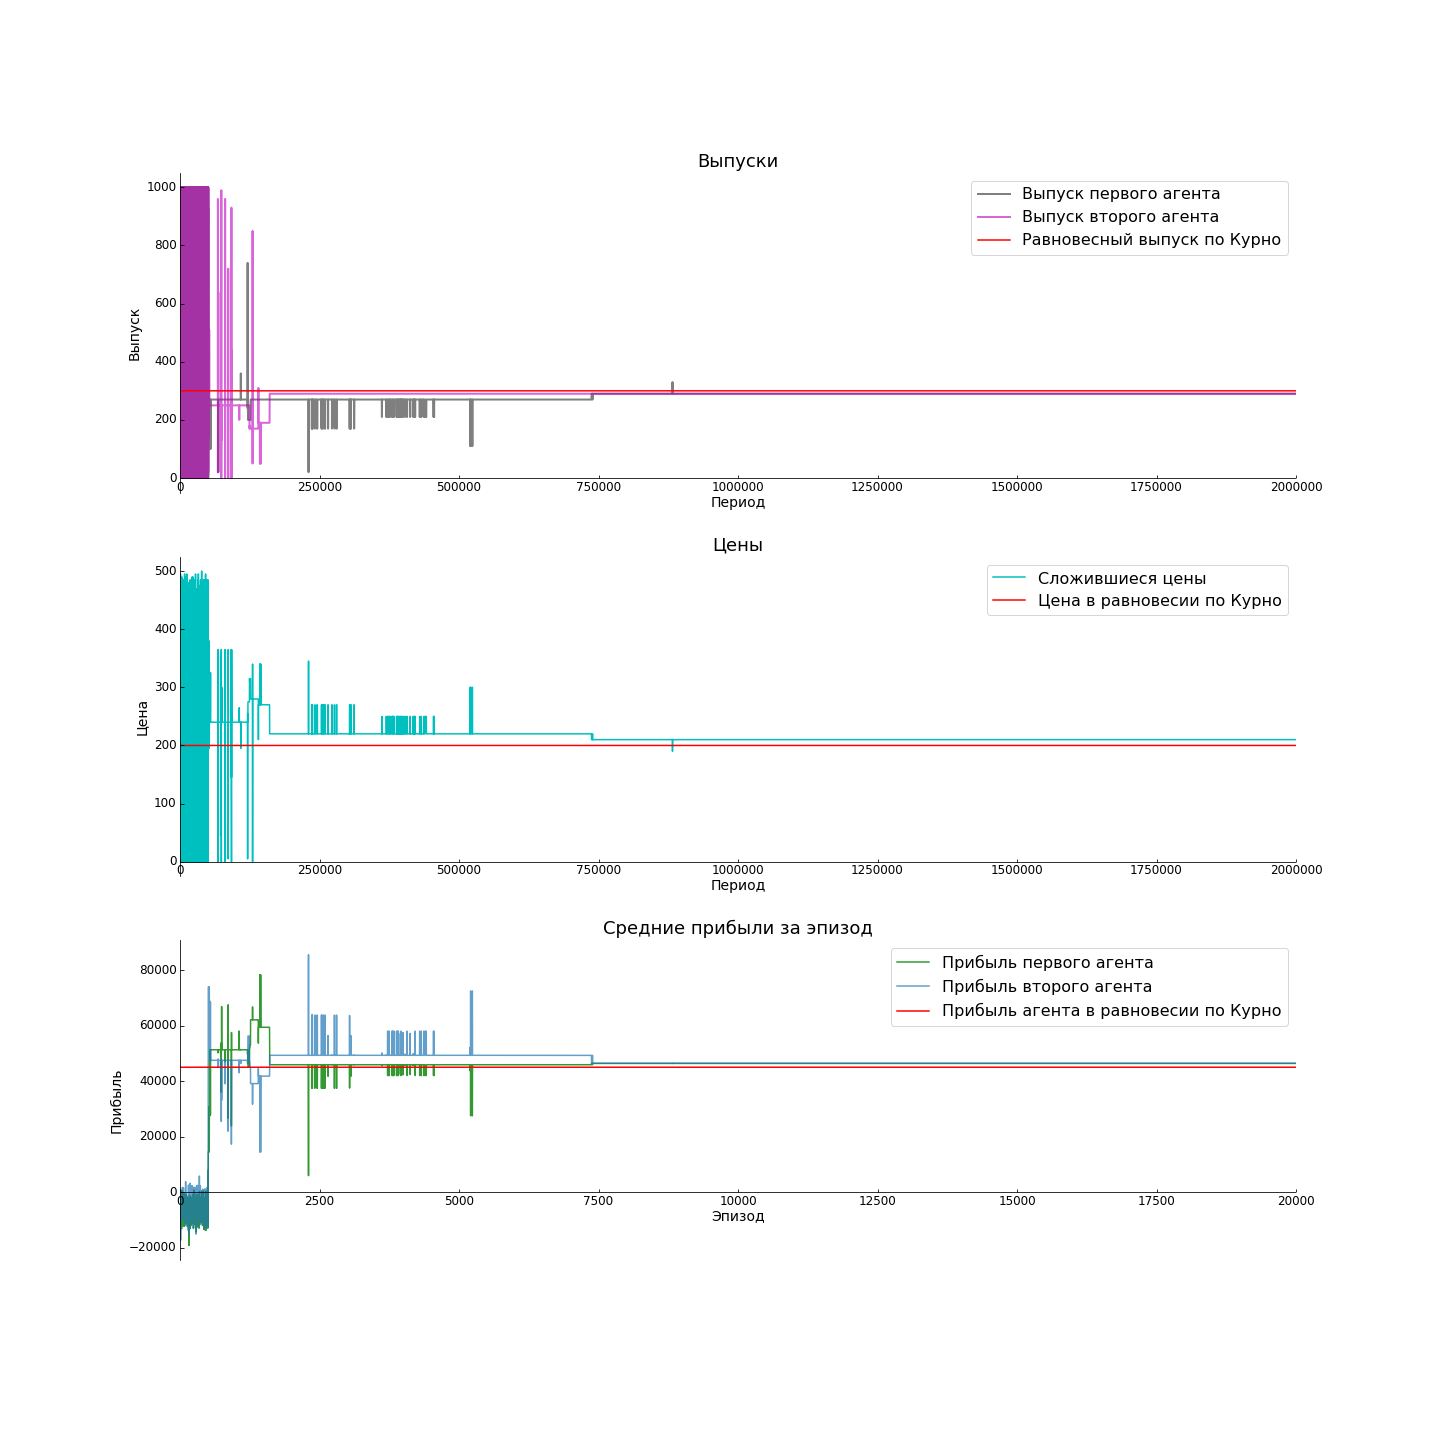 Выпуски
1000
800
600
400
200
0
Выпуск
Выпуск первого агента
Выпуск второго агента
Равновесный выпуск по Курно
0 250000 500000 750000 1000000 1250000 1500000 1750000 2000000
Период
Цены
500
400
300
200
100
0
Цена
Сложившиеся цены
Цена в равновесии по Курно
0 250000 500000 750000 1000000 1250000 1500000 1750000 2000000
Период
Средние прибыли за эпизод
80000
60000
40000
20000
0
−20000
Прибыль
Прибыль первого агента
Прибыль второго агента
Прибыль агента в равновесии по Курно
0 2500 5000 7500 10000 12500 15000 17500 20000
Эпизод